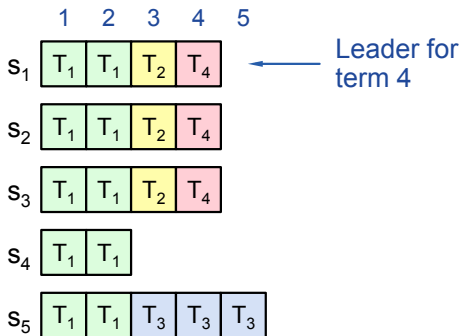 1 2 3 4 5
s₁ T₁ T₁ T₂ T₄ Leader for
term 4
s₂ T₁ T₁ T₂ T₄
s₃ T₁ T₁ T₂ T₄
s₄ T₁ T₁
s₅ T₁ T₁ T₃ T₃ T₃